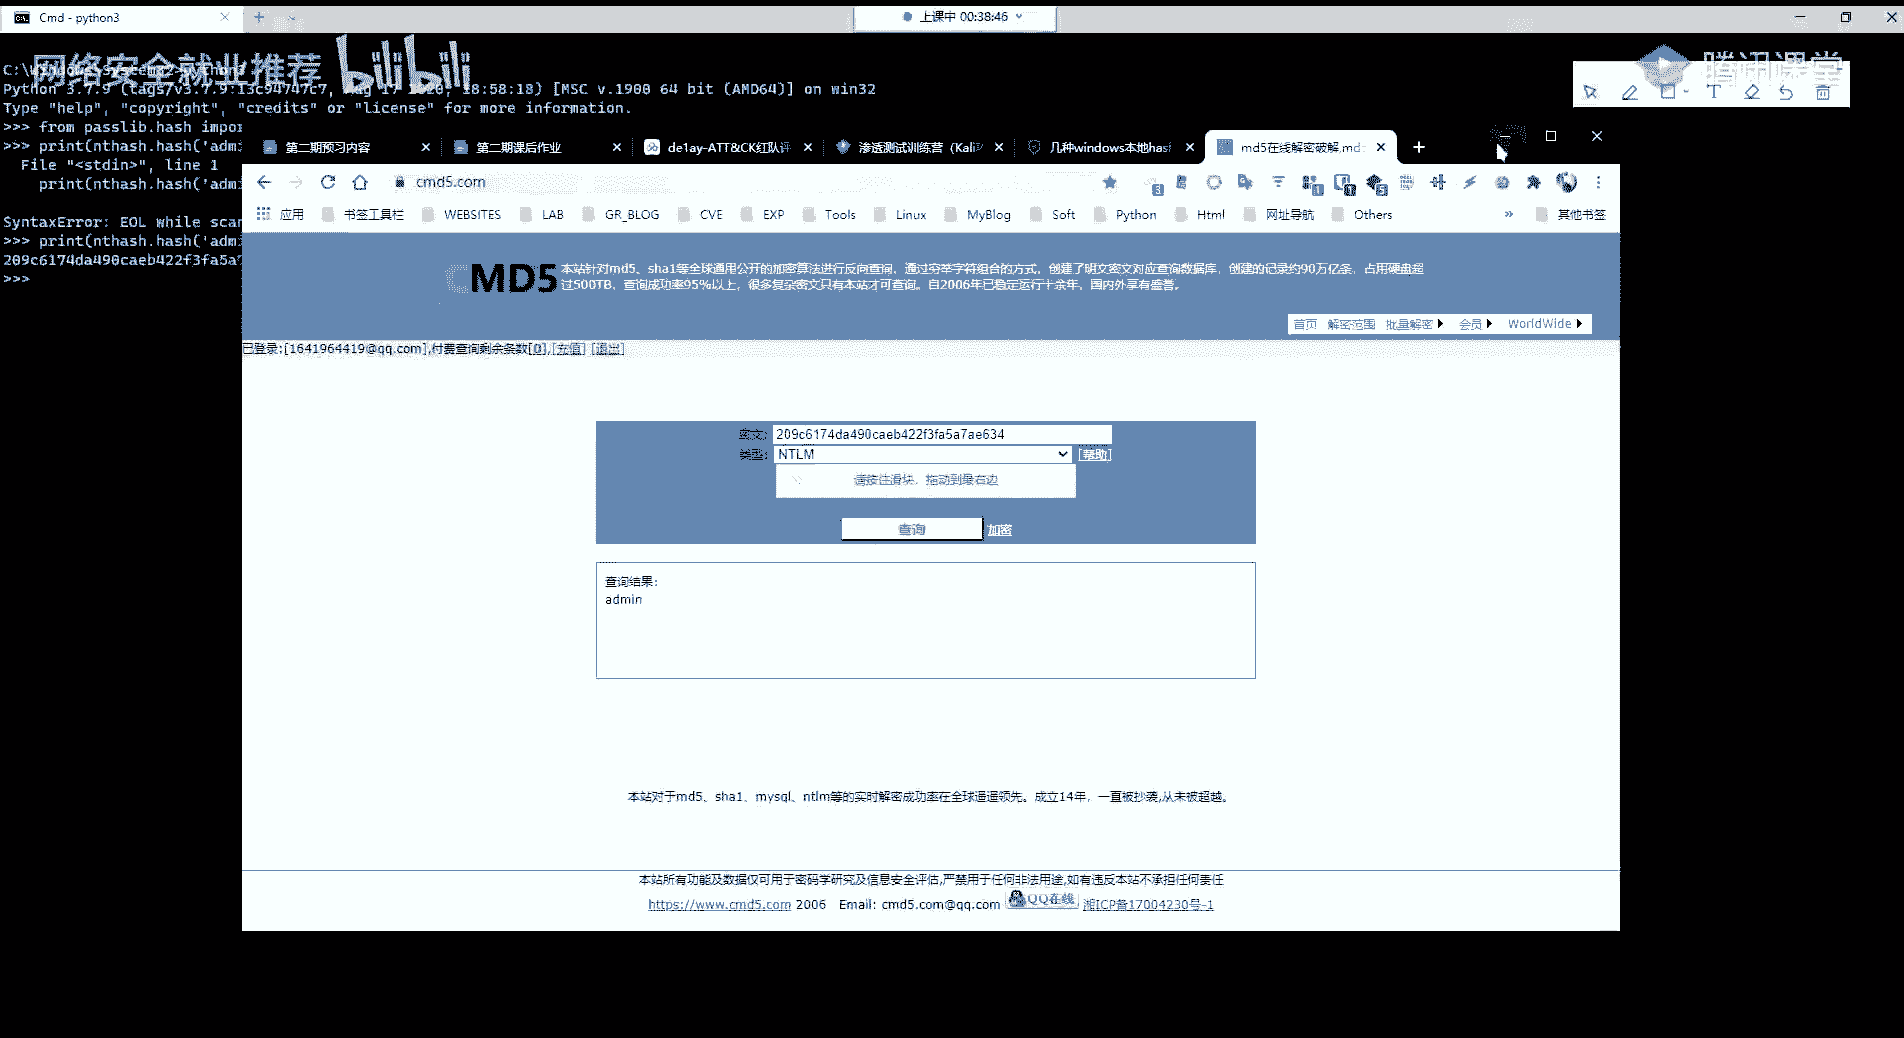 Cmd - python3
上课中 00:38:46
网络安全就业推荐 bilibili
腾讯课堂
Python 3.7.9 (tags/v3.7.9:13c94747c7, Aug 17 2020, 18:58:18) [MSC v.1900 64 bit (AMD64)] on win32
Type "help", "copyright", "credits" or "license" for more information.
>>> from passlib.hash impor
>>> print(nthash.hash('adm
File "<stdin>", line 1
print(nthash.hash('adm
SyntaxError: EOL while scan
>>> print(nthash.hash('adm
209c6174da490caeb422f3fa5a7
>>>
第二期预习内容
第二期课后作业
de1ay-ATT&CK红队评
渗透测试训练营（Kali
几种windows本地has
md5在线解密破解,md
cmd5.com
应用 书签工具栏 WEBSITES LAB GR_BLOG CVE EXP Tools Linux MyBlog Soft Python Html 网址导航 Others » 其他书签
CMD5
本站针对md5、sha1等全球通用公开的加密算法进行反向查询，通过穷举字符组合的方式，创建了明文密文对应查询数据库，创建的记录约90万亿条，占用硬盘超
过500TB，查询成功率95%以上，很多复杂密文只有本站才可查询。自2006年已稳定运行十余年，国内外享有盛誉。
首页 解密范围 批量解密 会员 WorldWide
已登录:[1641964419@qq.com],付费查询剩余条数[0],[充值] [退出]
密文: 209c6174da490caeb422f3fa5a7ae634
类型: NTLM [帮助]
请按住滑块，拖动到最右边
查询 加密
查询结果:
admin
本站对于md5、sha1、mysql、ntlm等的实时解密成功率在全球遥遥领先。成立14年，一直被抄袭,从未被超越。
本站所有功能及数据仅可用于密码学研究及信息安全评估,严禁用于任何非法用途,如有违反本站不承担任何责任
https://www.cmd5.com 2006 Email: cmd5.com@qq.com QQ在线 湘ICP备17004230号-1